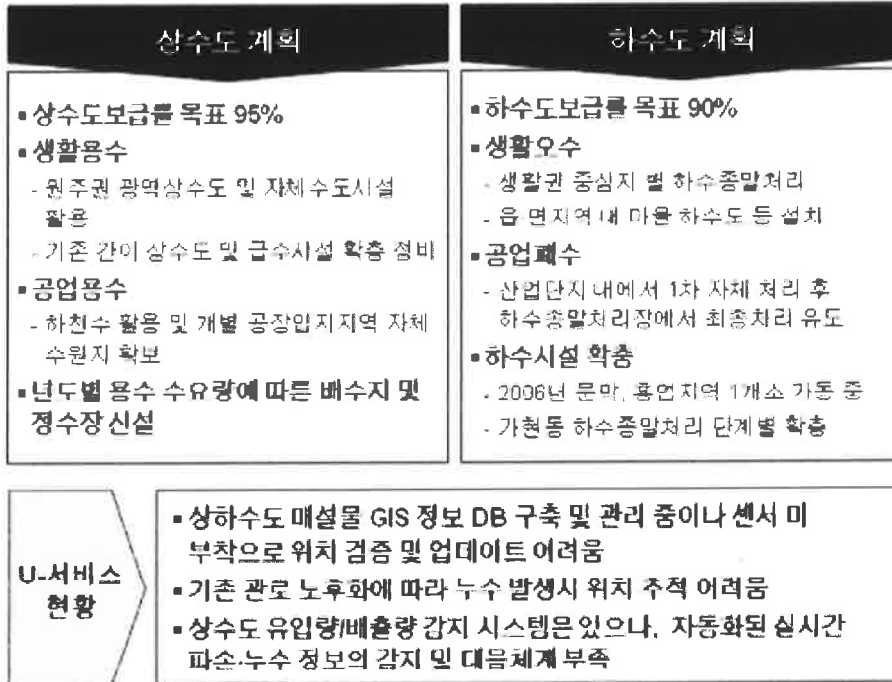 상수도 계획
▪ 상수도보급률 목표 95%
▪ 생활용수
- 원주권 광역상수도 및 자체수도시설
활용
- 기존 간이 상수도 및 급수시설 확충 정비
▪ 공업용수
- 하천수 활용 및 개별 공장입지지역 자체
수원지 확보
▪ 년도별 용수 수요량에 따른 배수지 및
정수장 신설
하수도 계획
▪ 하수도보급률 목표 90%
▪ 생활오수
- 생활권 중심지 별 하수종말처리
- 읍 면지역 내 마을 하수도 등 설치
▪ 공업폐수
- 산업단지 내에서 1차 자체 처리 후
하수종말처리장에서 최종처리 유도
▪ 하수시설 확충
- 2006년 문막, 흥업지역 1개소 가동 중
- 가현동 하수종말처리 단계별 확충
U-서비스
현황
▪ 상하수도 매설물 GIS 정보 DB 구축 및 관리 중이나 센서 미
부착으로 위치 검증 및 업데이트 어려움
▪ 기존 관로 노후화에 따라 누수 발생시 위치 추적 어려움
▪ 상수도 유입량/배출량 감지 시스템은 있으나, 자동화된 실시간
파손·누수 정보의 감지 및 대응체계 부족